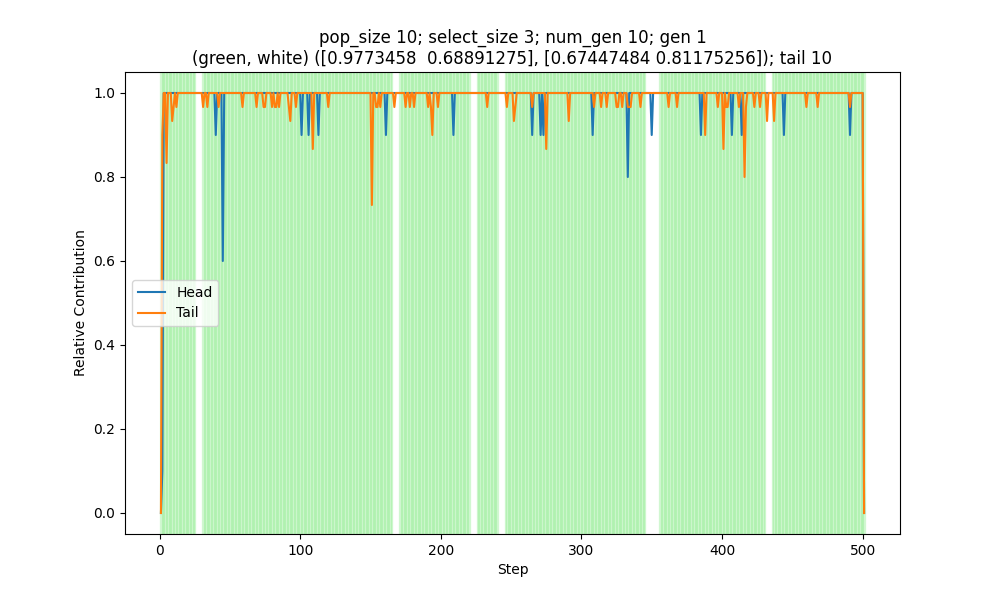 pop_size 10; select_size 3; num_gen 10; gen 1
(green, white) ([0.9773458  0.68891275], [0.67447484 0.81175256]); tail 10
1.0
0.8
0.6
0.4
0.2
0.0
Relative Contribution
Head
Tail
0 100 200 300 400 500
Step